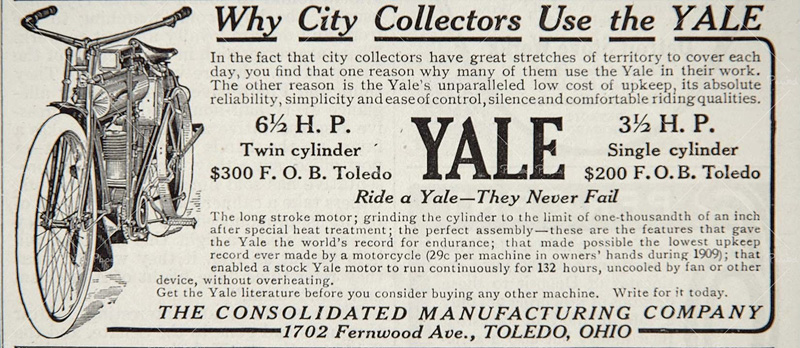 Why City Collectors Use the YALE
In the fact that city collectors have great stretches of territory to cover each
day, you find that one reason why many of them use the Yale in their work.
The other reason is the Yale's unparalleled low cost of upkeep, its absolute
reliability, simplicity and ease of control, silence and comfortable riding qualities.
6½ H. P.
Twin cylinder
$300 F. O. B. Toledo
YALE
3½ H. P.
Single cylinder
$200 F. O. B. Toledo
Ride a Yale—They Never Fail
The long stroke motor; grinding the cylinder to the limit of one-thousandth of an inch
after special heat treatment; the perfect assembly—these are the features that gave
the Yale the world's record for endurance; that made possible the lowest upkeep
record ever made by a motorcycle (29c per machine in owners' hands during 1909); that
enabled a stock Yale motor to run continuously for 132 hours, uncooled by fan or other
device, without overheating.
Get the Yale literature before you consider buying any other machine. Write for it today.
THE CONSOLIDATED MANUFACTURING COMPANY
1702 Fernwood Ave., TOLEDO, OHIO